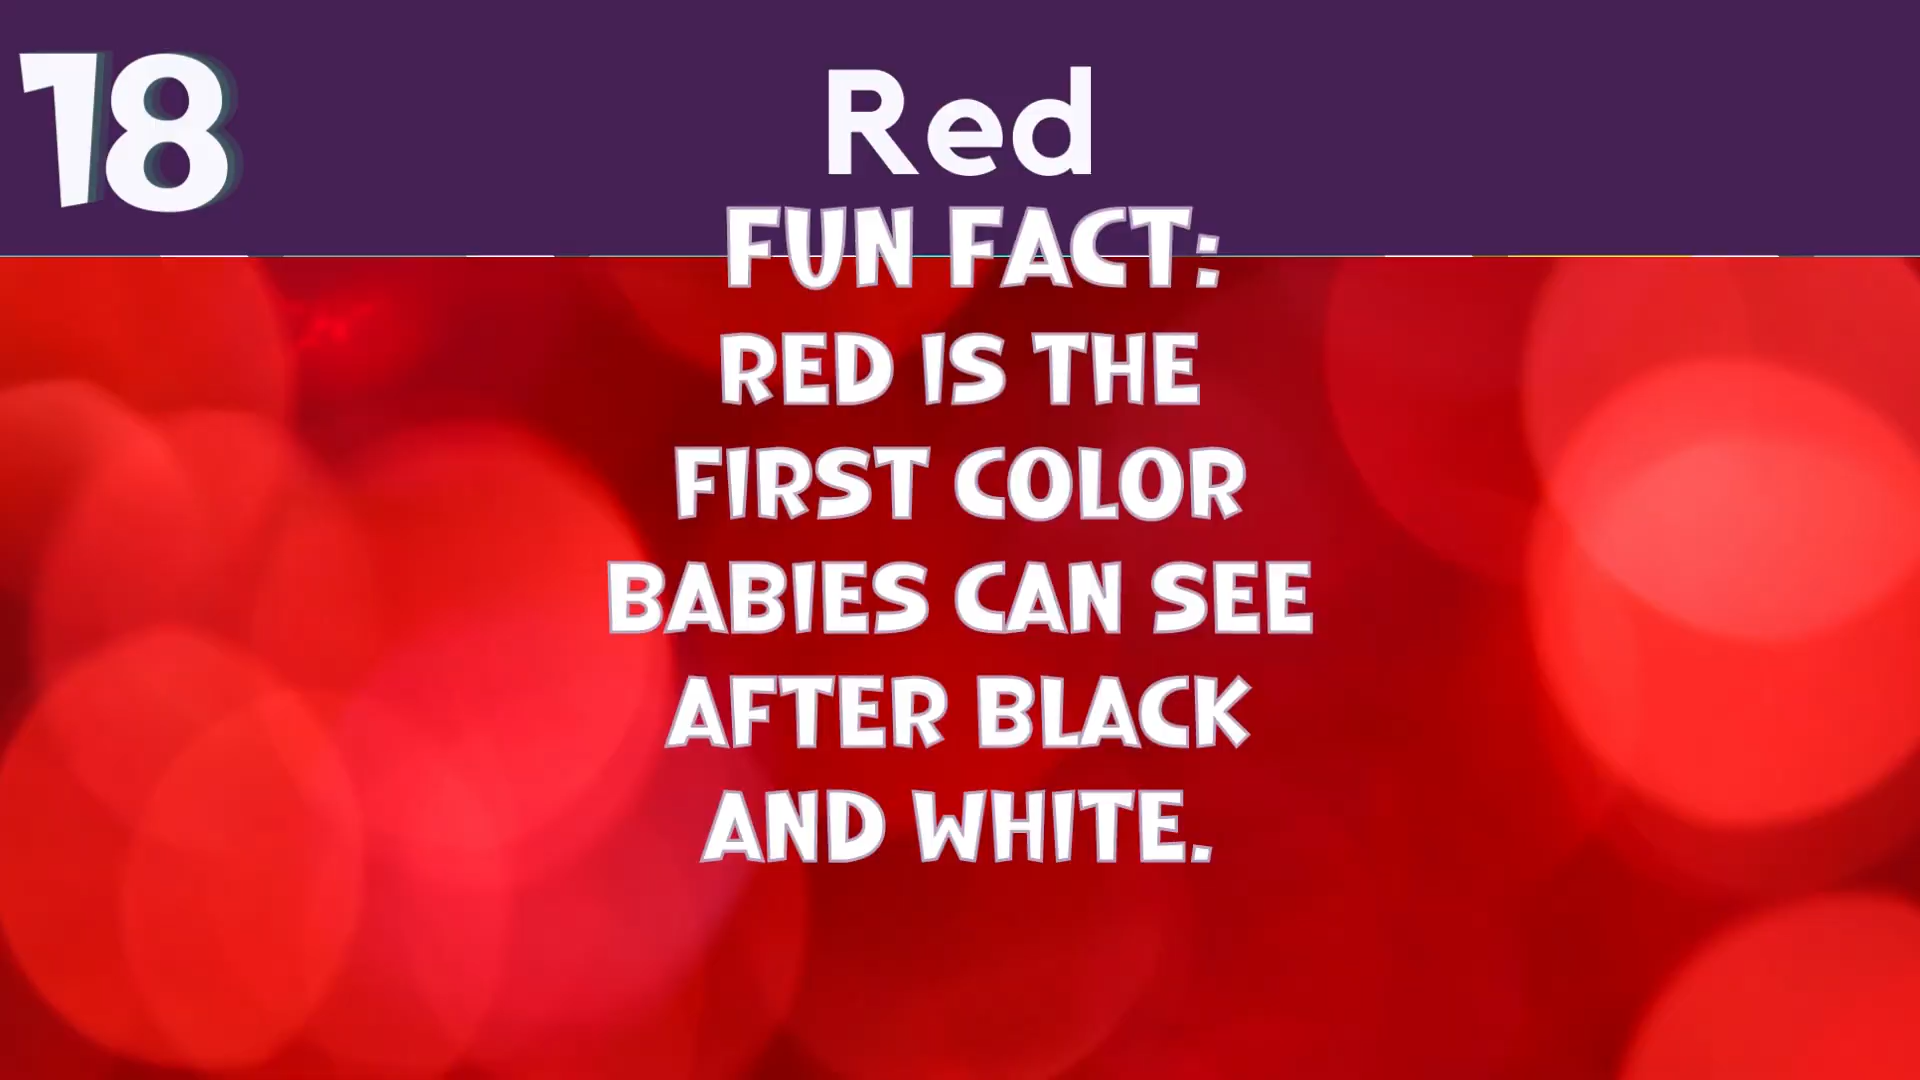 18
Red
FUN FACT:
RED IS THE
FIRST COLOR
BABIES CAN SEE
AFTER BLACK
AND WHITE.